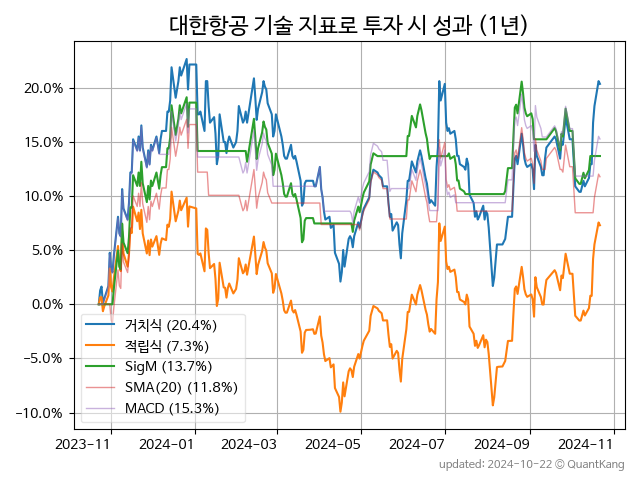 대한항공 기술 지표로 투자 시 성과 (1년)
20.0%
15.0%
10.0%
5.0%
0.0%
−5.0%
−10.0%
거치식 (20.4%)
적립식 (7.3%)
SigM (13.7%)
SMA(20) (11.8%)
MACD (15.3%)
2023-11 2024-01 2024-03 2024-05 2024-07 2024-09 2024-11
updated: 2024-10-22 © QuantKang